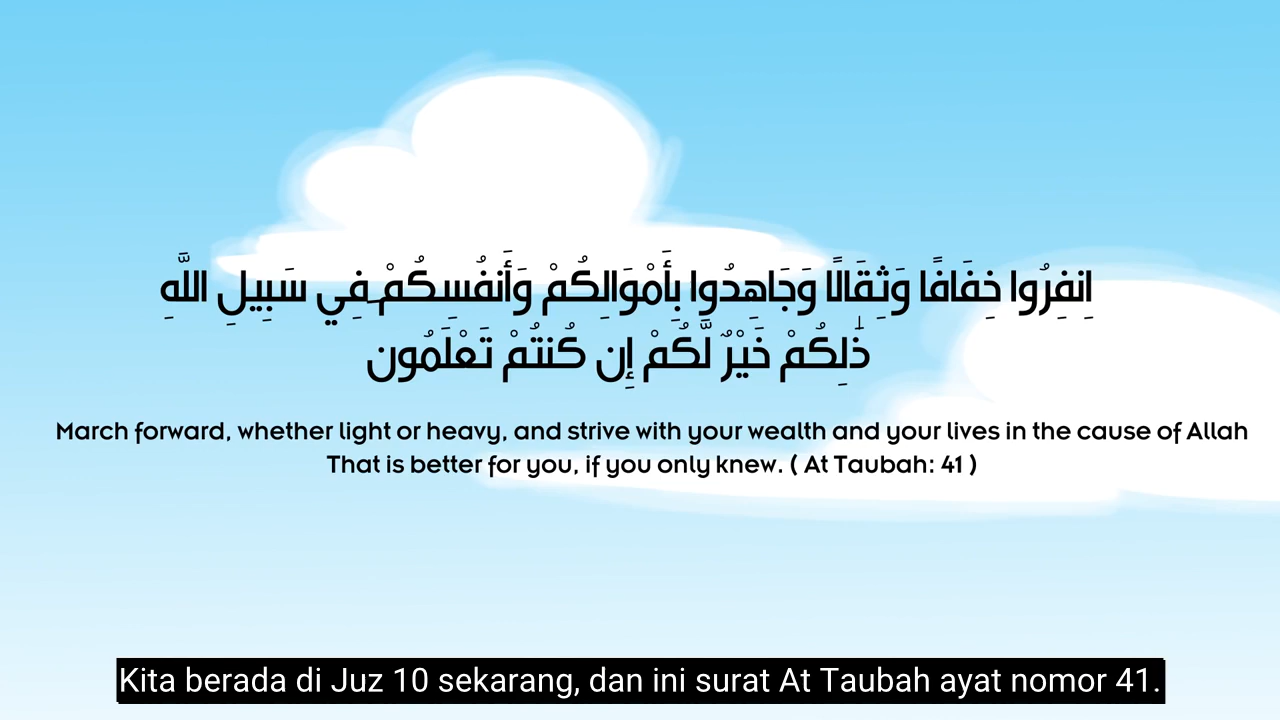 اِنفِرُوا خِفَافًا وَثِقَالًا وَجَاهِدُوا بِأَمْوَالِكُمْ وَأَنفُسِكُمْ فِي سَبِيلِ اللَّهِ
ذَٰلِكُمْ خَيْرٌ لَّكُمْ إِن كُنتُمْ تَعْلَمُون
March forward, whether light or heavy, and strive with your wealth and your lives in the cause of Allah
That is better for you, if you only knew. ( At Taubah: 41 )
Kita berada di Juz 10 sekarang, dan ini surat At Taubah ayat nomor 41.